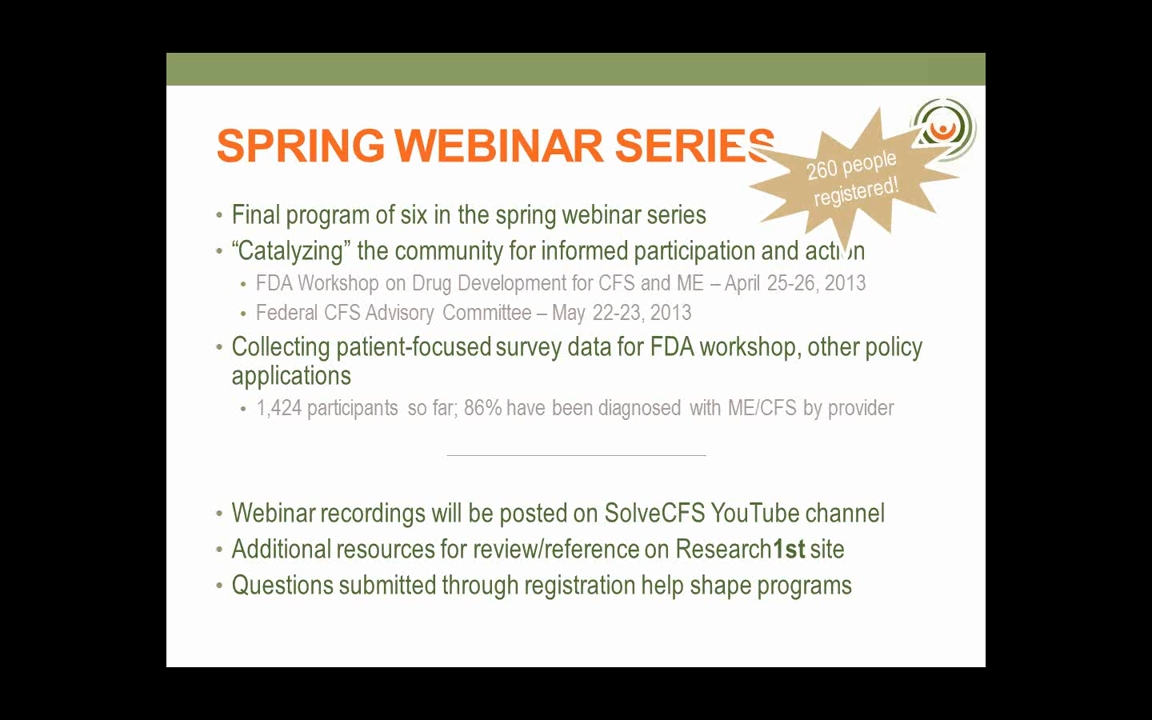 SPRING WEBINAR SERIES
260 people
registered!
• Final program of six in the spring webinar series
• “Catalyzing” the community for informed participation and action
• FDA Workshop on Drug Development for CFS and ME – April 25-26, 2013
• Federal CFS Advisory Committee – May 22-23, 2013
• Collecting patient-focused survey data for FDA workshop, other policy
applications
• 1,424 participants so far; 86% have been diagnosed with ME/CFS by provider
• Webinar recordings will be posted on SolveCFS YouTube channel
• Additional resources for review/reference on Research1st site
• Questions submitted through registration help shape programs